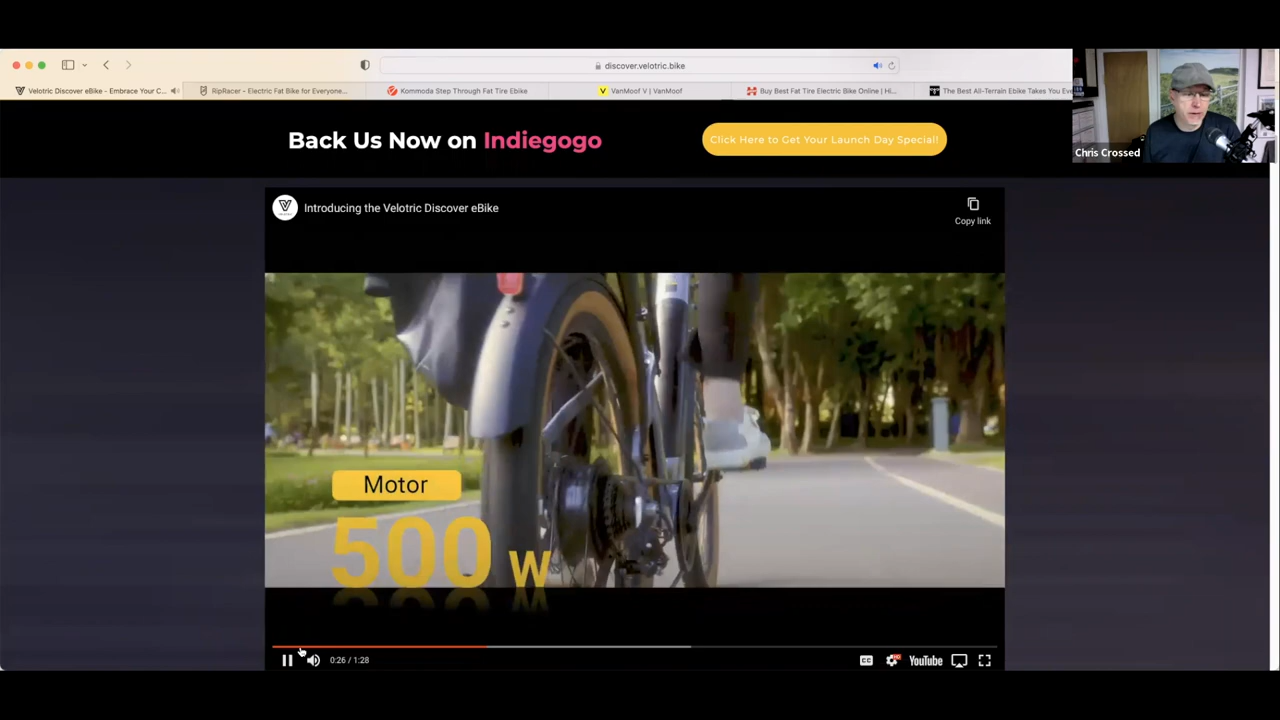 discover.velotric.bike
Velotric Discover eBike - Embrace Your C...
RipRacer - Electric Fat Bike for Everyone...
Kommoda Step Through Fat Tire Ebike
VanMoof V | VanMoof
Buy Best Fat Tire Electric Bike Online | Hi...
The Best All-Terrain Ebike Takes You Eve
Chris Crossed
Back Us Now on Indiegogo
Click Here to Get Your Launch Day Special!
Introducing the Velotric Discover eBike
Copy link
Motor
500 W
0:26 / 1:28
CC
HD
YouTube